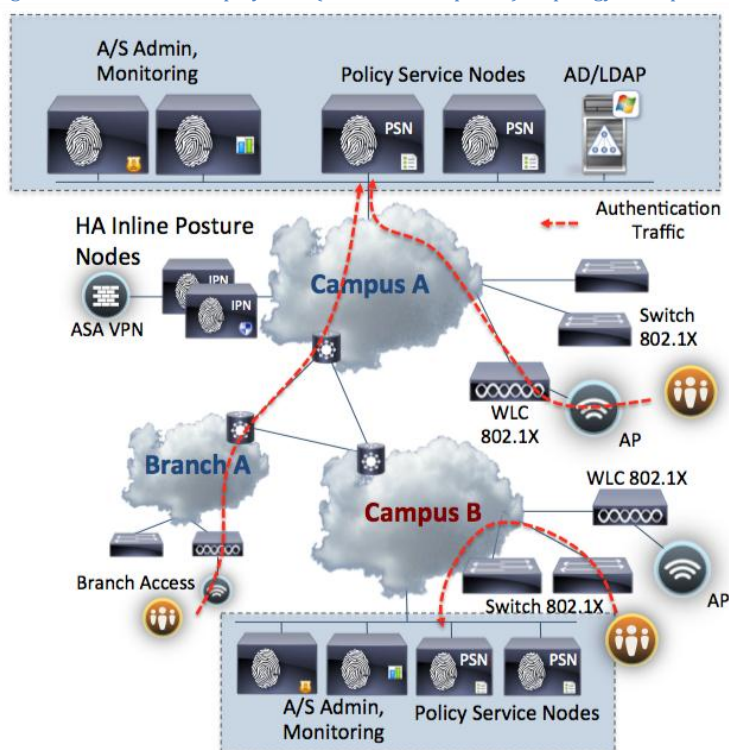 A/S Admin,
Monitoring
Policy Service Nodes
AD/LDAP
PSN
PSN
HA Inline Posture
Nodes
Authentication
Traffic
IPN
IPN
ASA VPN
Campus A
Switch
802.1X
WLC
802.1X
AP
Branch A
Campus B
WLC 802.1X
AP
Branch Access
Switch 802.1X
PSN
PSN
A/S Admin,
Monitoring
Policy Service Nodes